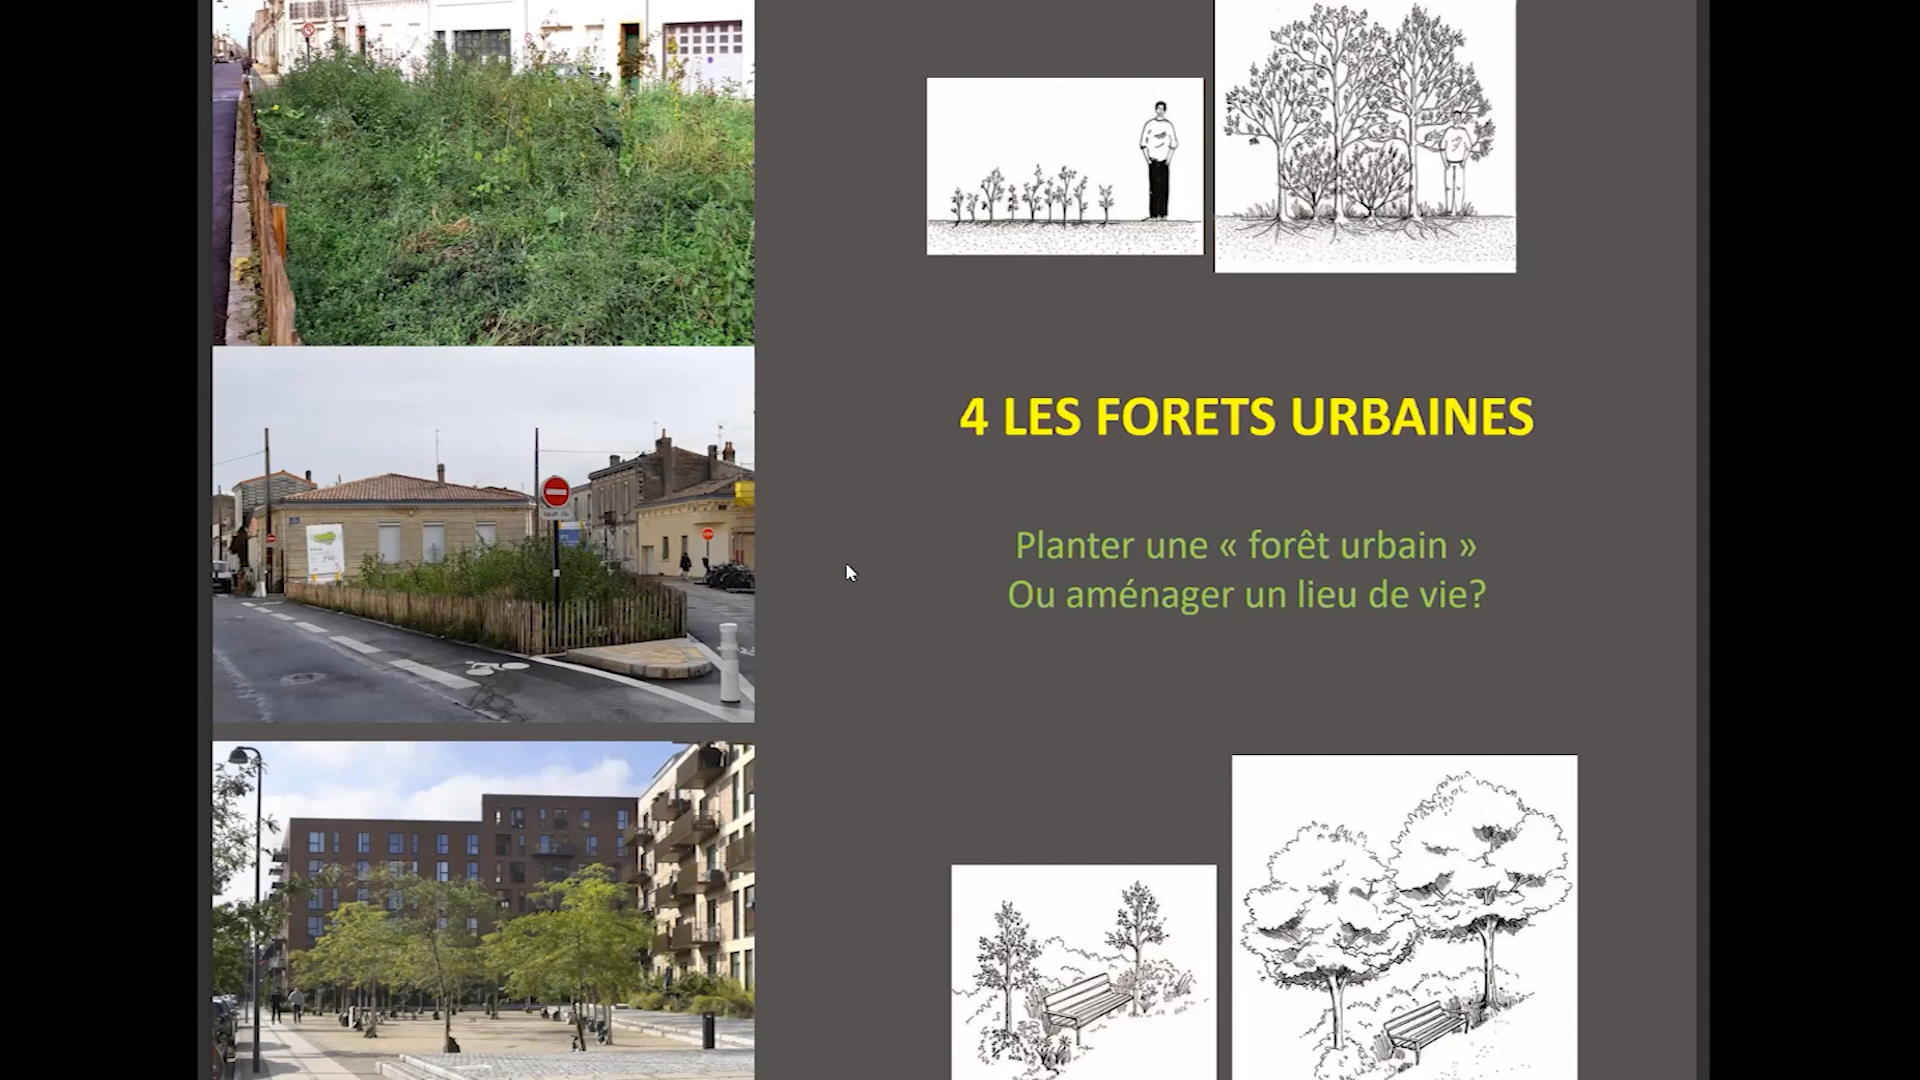 4 LES FORETS URBAINES
Planter une « forêt urbain »
Ou aménager un lieu de vie?